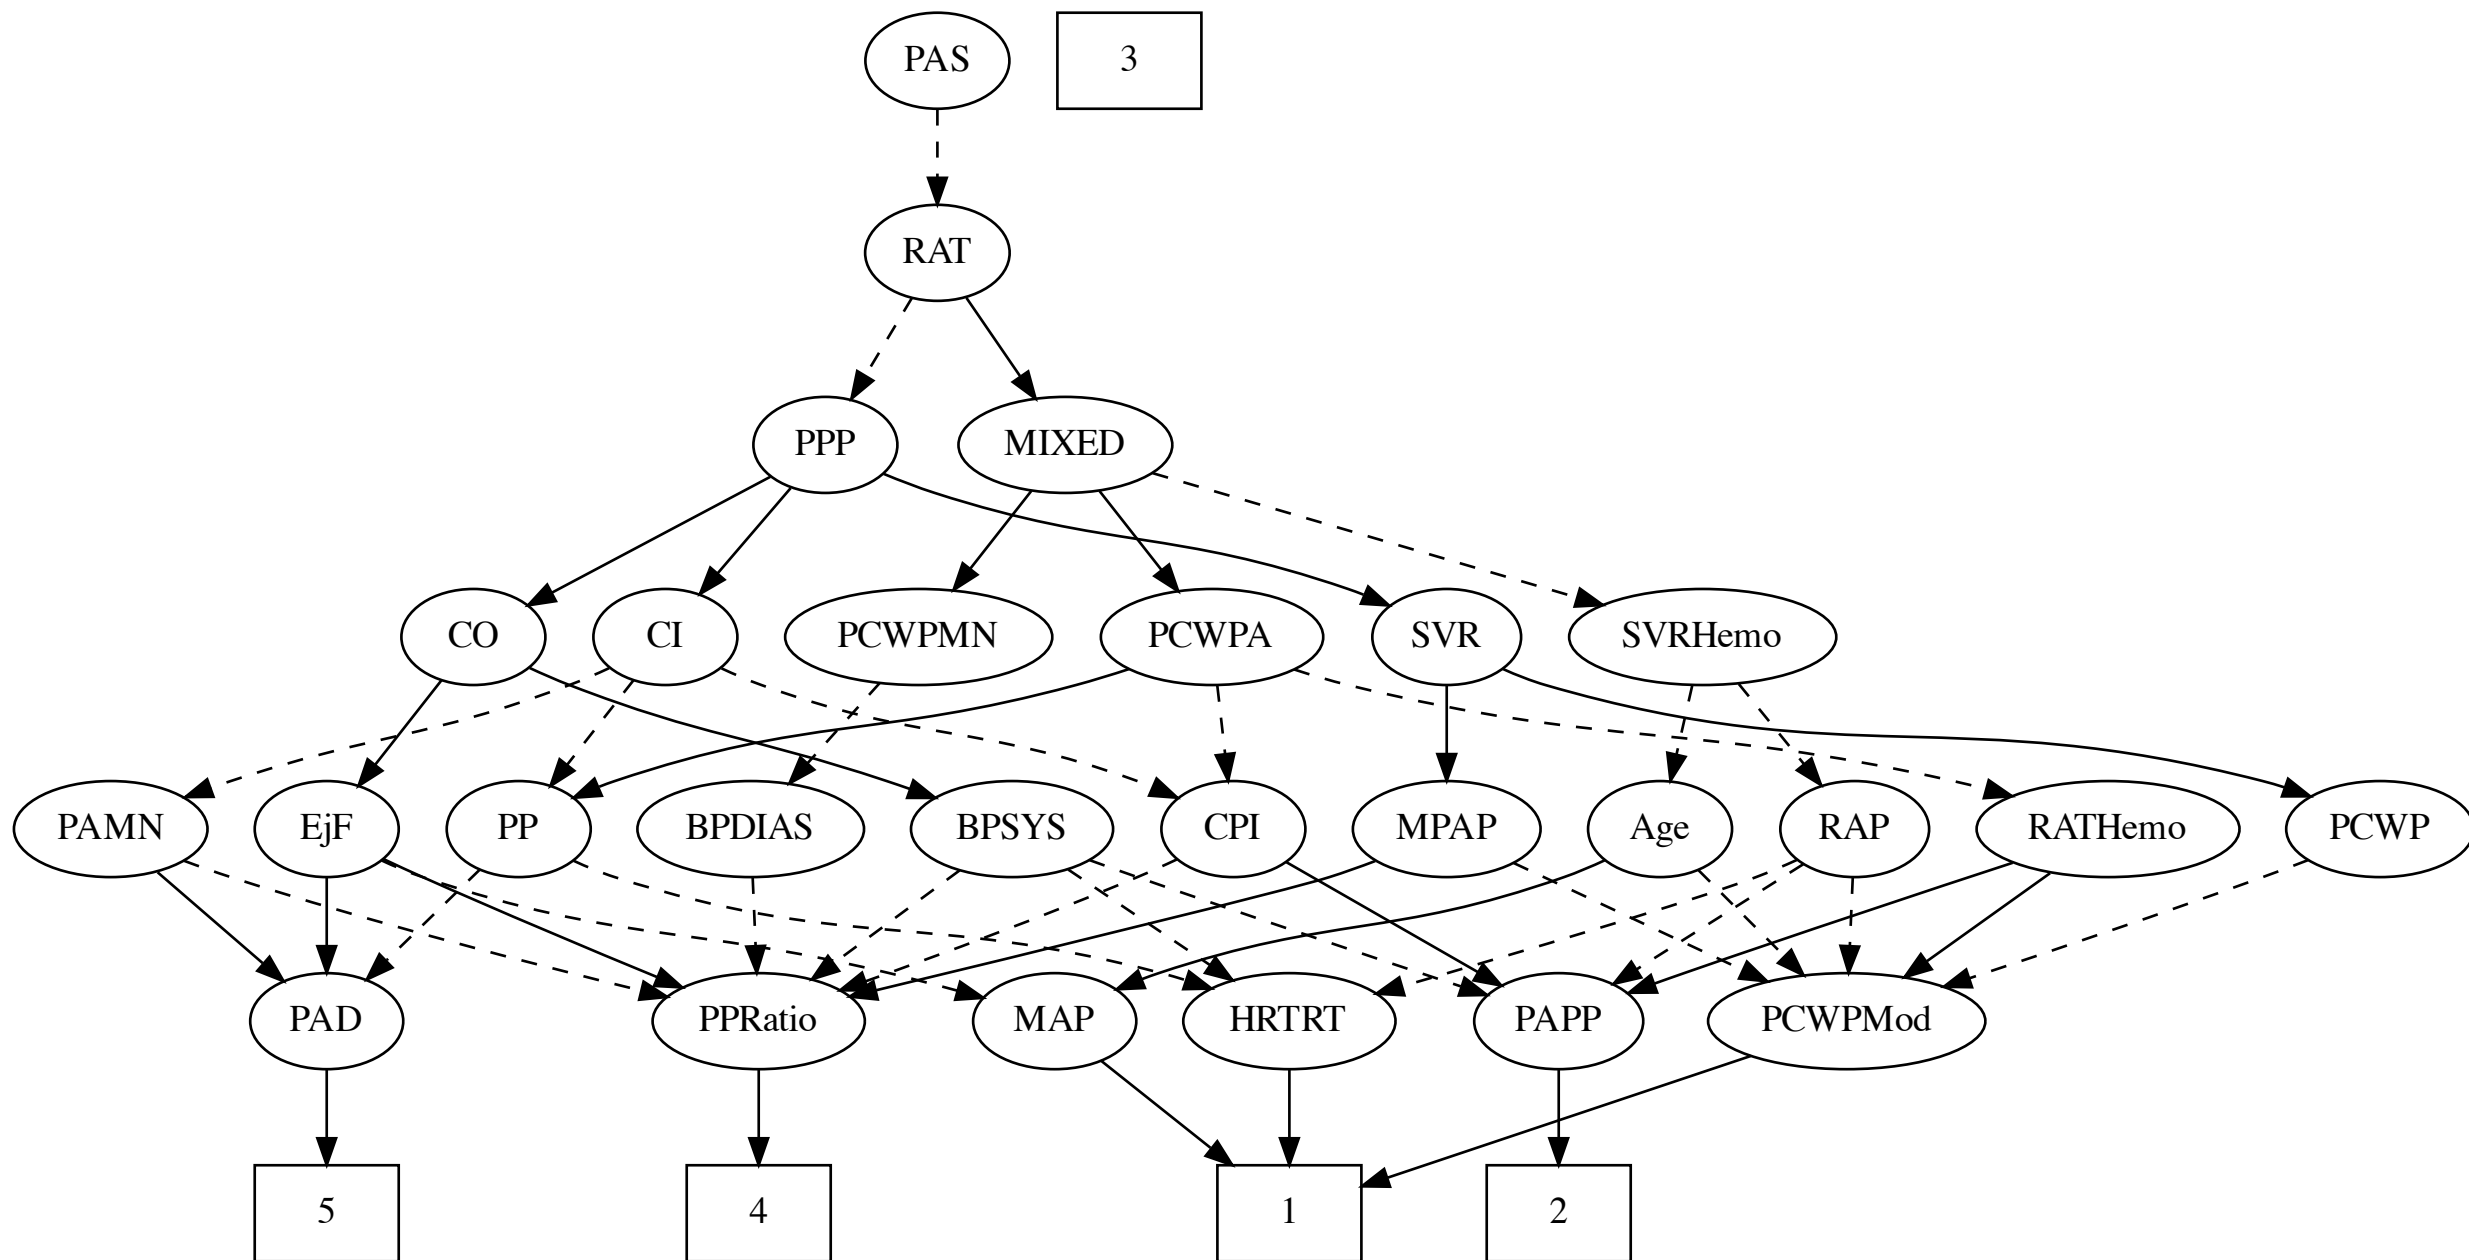 PAS
3
RAT
PPP
MIXED
CO
CI
PCWPMN
PCWPA
SVR
SVRHemo
PAMN
EjF
PP
BPDIAS
BPSYS
CPI
MPAP
Age
RAP
RATHemo
PCWP
PAD
PPRatio
MAP
HRTRT
PAPP
PCWPMod
5
4
1
2